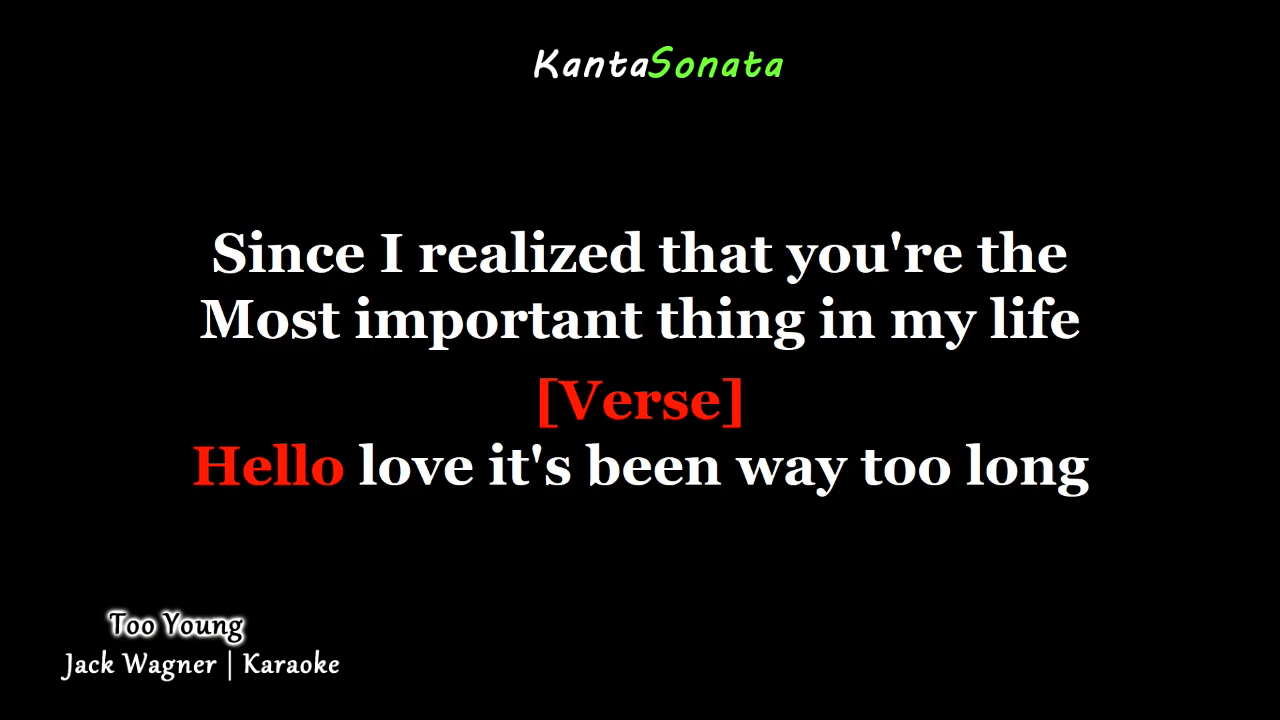 KantaSonata
Since I realized that you're the
Most important thing in my life
[Verse]
Hello love it's been way too long
Too Young
Jack Wagner | Karaoke